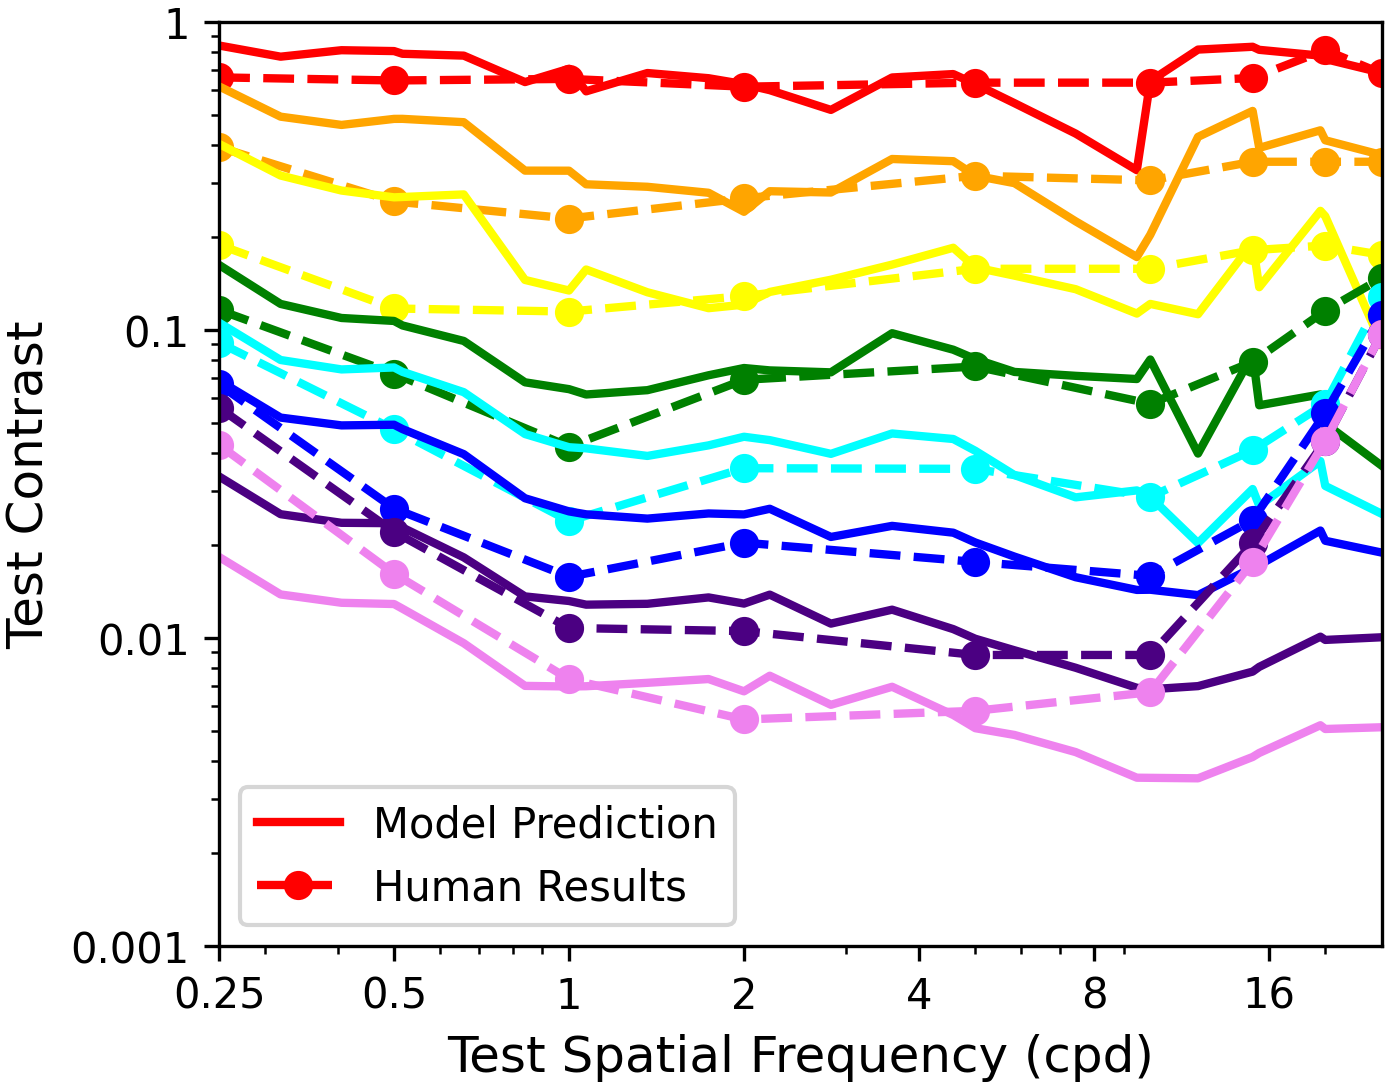 1
0.1
0.01
0.001
Test Contrast
Model Prediction
Human Results
0.25 0.5 1 2 4 8 16
Test Spatial Frequency (cpd)